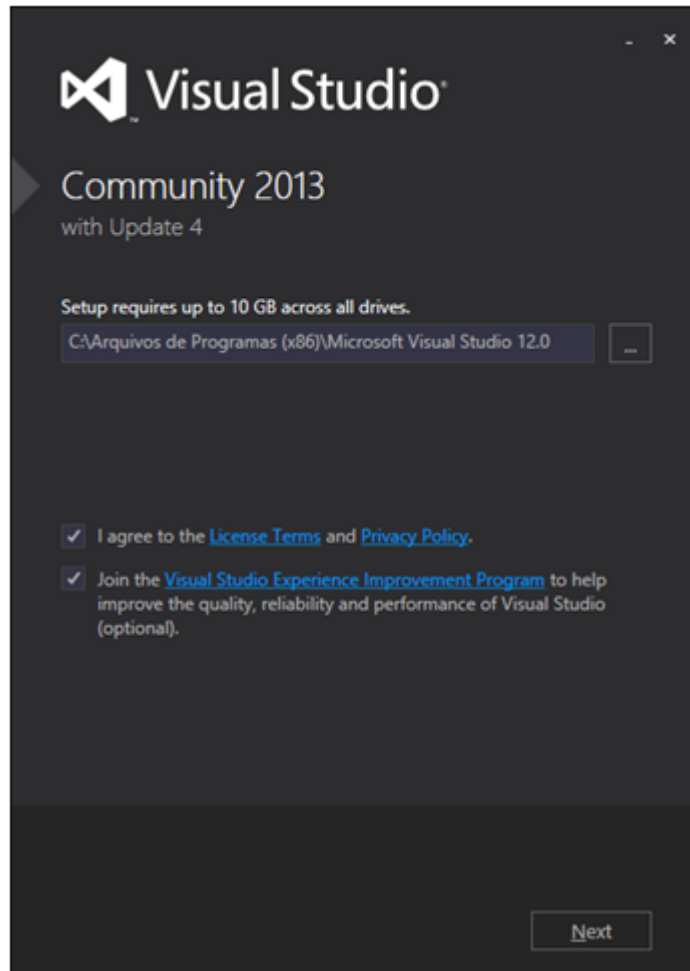 Visual Studio®
Community 2013
with Update 4
Setup requires up to 10 GB across all drives.
C:\Arquivos de Programas (x86)\Microsoft Visual Studio 12.0
...
I agree to the License Terms and Privacy Policy.
Join the Visual Studio Experience Improvement Program to help
improve the quality, reliability and performance of Visual Studio
(optional).
Next